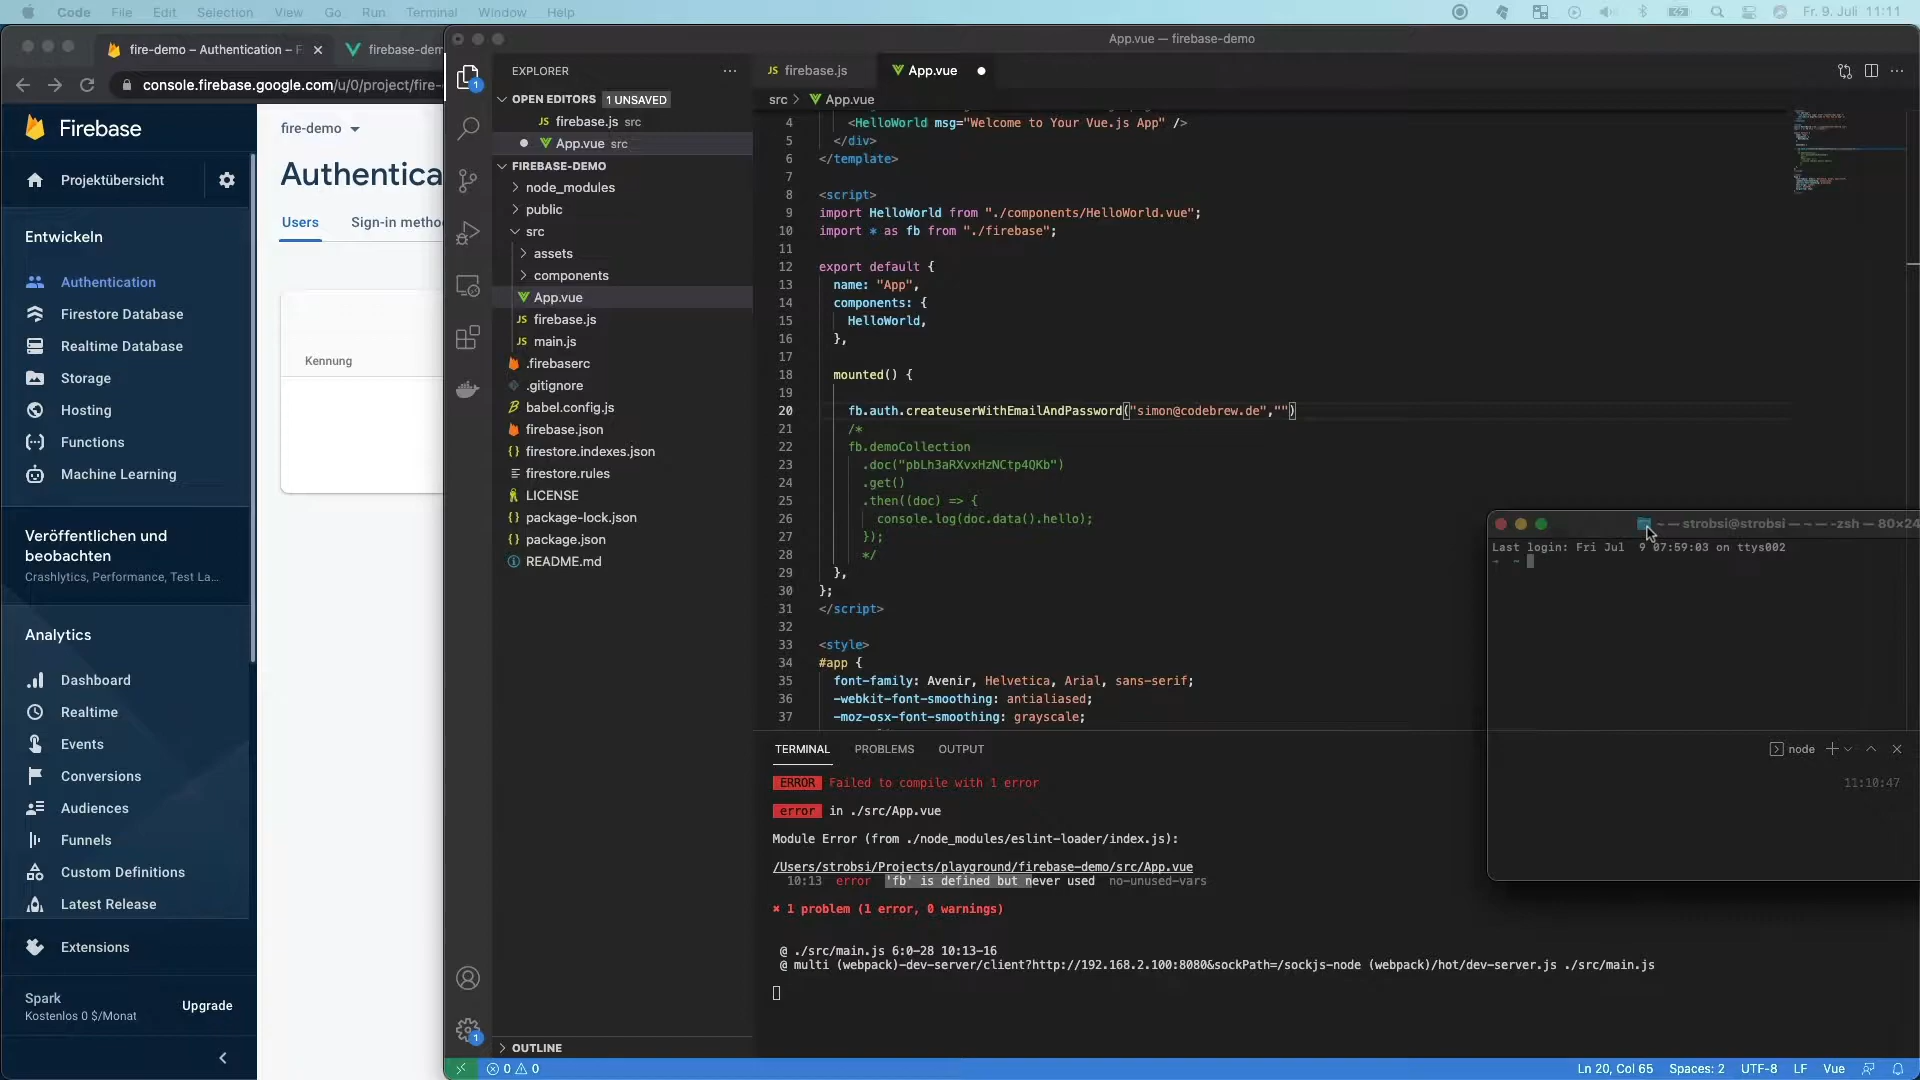 Code File Edit Selection View Go Run Terminal Window Help Fr. 9. Juli 11:11
fire-demo – Authentication – F
firebase-dem
console.firebase.google.com/u/0/project/fire-
Firebase
Projektübersicht
Entwickeln
Authentication
Firestore Database
Realtime Database
Storage
Hosting
Functions
Machine Learning
Veröffentlichen und
beobachten
Crashlytics, Performance, Test La...
Analytics
Dashboard
Realtime
Events
Conversions
Audiences
Funnels
Custom Definitions
Latest Release
Extensions
Spark
Kostenlos 0 $/Monat
Upgrade
fire-demo
Authentica
Users Sign-in metho
Kennung
App.vue — firebase-demo
EXPLORER
OPEN EDITORS 1 UNSAVED
JS firebase.js src
App.vue src
FIREBASE-DEMO
node_modules
public
src
assets
components
App.vue
JS firebase.js
JS main.js
.firebaserc
.gitignore
babel.config.js
firebase.json
{} firestore.indexes.json
firestore.rules
LICENSE
{} package-lock.json
{} package.json
README.md
OUTLINE
JS firebase.js
App.vue
src > App.vue
4 <HelloWorld msg="Welcome to Your Vue.js App" />
5 </div>
6 </template>
7
8 <script>
9 import HelloWorld from "./components/HelloWorld.vue";
10 import * as fb from "./firebase";
11
12 export default {
13 name: "App",
14 components: {
15 HelloWorld,
16 },
17
18 mounted() {
19
20 fb.auth.createuserWithEmailAndPassword("simon@codebrew.de","")
21 /*
22 fb.demoCollection
23 .doc("pbLh3aRXvxHzNCtp4QKb")
24 .get()
25 .then((doc) => {
26 console.log(doc.data().hello);
27 });
28 */
29 },
30 };
31 </script>
32
33 <style>
34 #app {
35 font-family: Avenir, Helvetica, Arial, sans-serif;
36 -webkit-font-smoothing: antialiased;
37 -moz-osx-font-smoothing: grayscale;
~ — strobsi@strobsi — ~ — -zsh — 80×24
Last login: Fri Jul 9 07:59:03 on ttys002
→ ~
TERMINAL PROBLEMS OUTPUT
node
ERROR Failed to compile with 1 error
11:10:47
error in ./src/App.vue
Module Error (from ./node_modules/eslint-loader/index.js):
/Users/strobsi/Projects/playground/firebase-demo/src/App.vue
10:13 error 'fb' is defined but never used no-unused-vars
✖ 1 problem (1 error, 0 warnings)
@ ./src/main.js 6:0-28 10:13-16
@ multi (webpack)-dev-server/client?http://192.168.2.100:8080&sockPath=/sockjs-node (webpack)/hot/dev-server.js ./src/main.js
0 0
Ln 20, Col 65 Spaces: 2 UTF-8 LF Vue